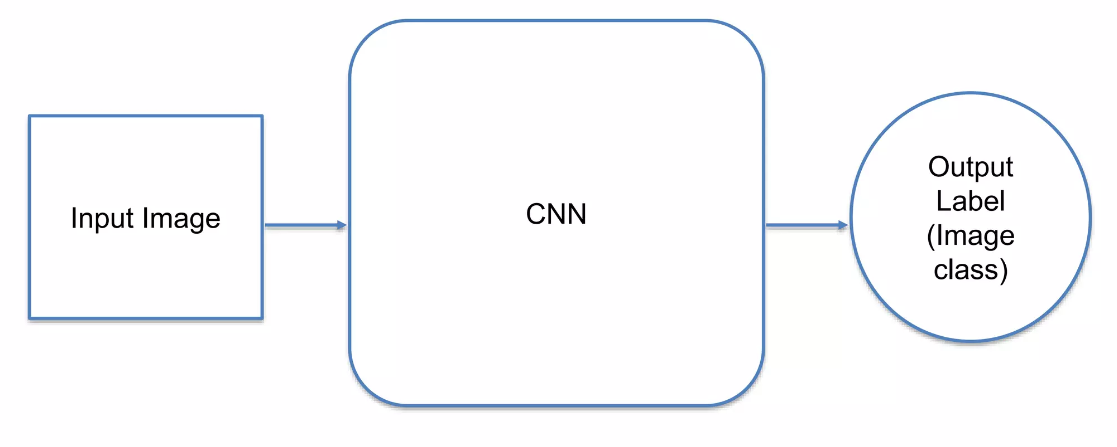 Input Image
CNN
Output
Label
(Image
class)